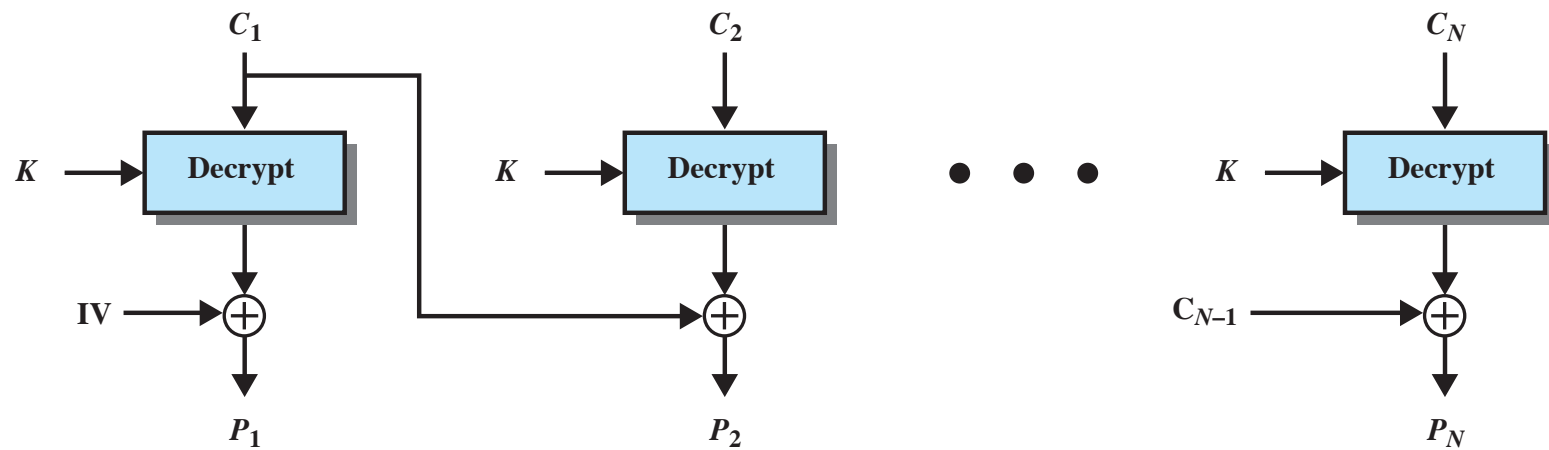 C1 C2 CN
K Decrypt K Decrypt K Decrypt
IV CN–1
P1 P2 PN